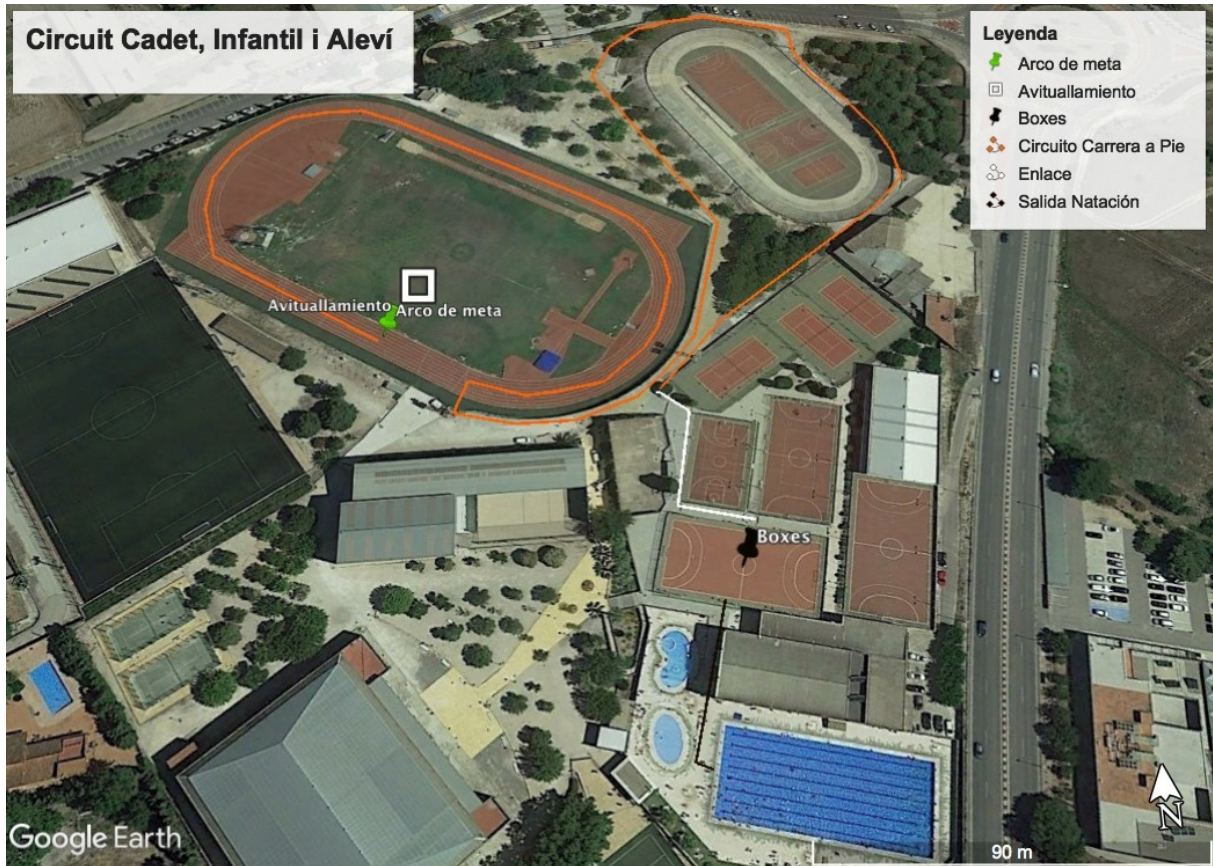 Circuit Cadet, Infantil i Aleví
Leyenda
Arco de meta
Avituallamiento
Boxes
Circuito Carrera a Pie
Enlace
Salida Natación
Avituallamiento
Arco de meta
Boxes
Google Earth
N
90 m